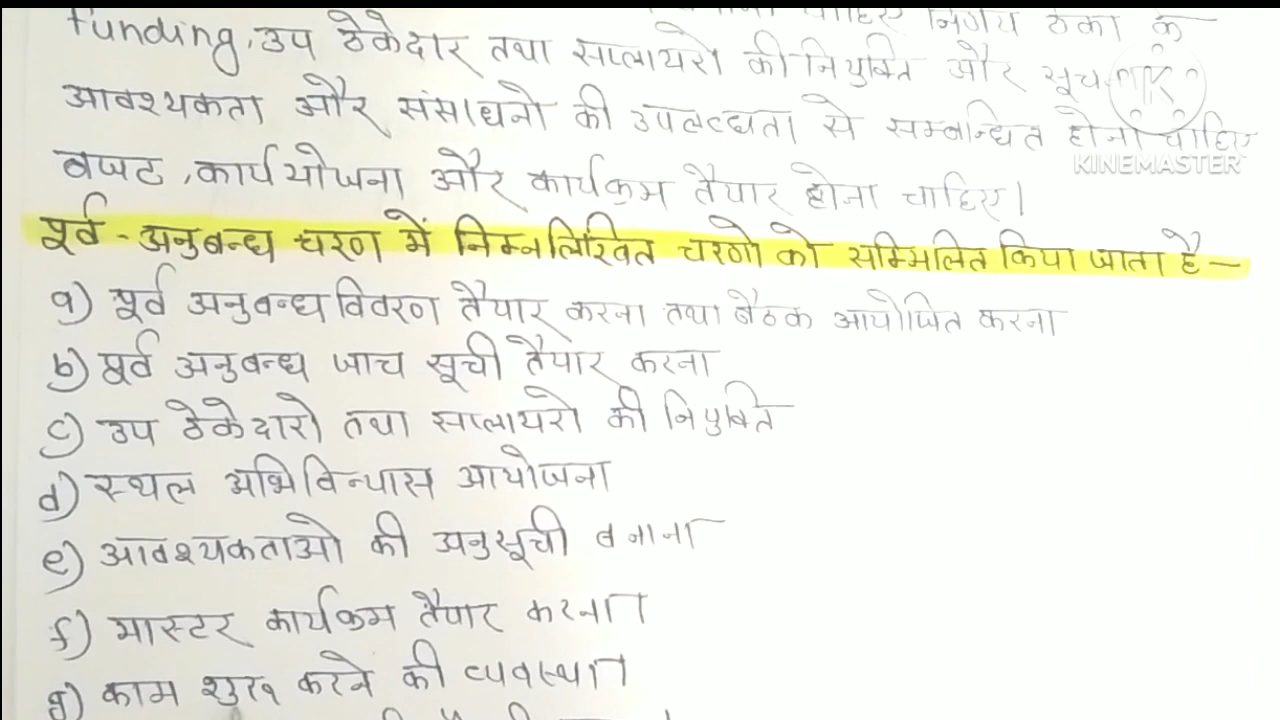 चाहिए निर्णय ठेका के
funding, उप ठेकेदार तथा सप्लायरो की नियुक्ति और सूच
आवश्यकता और संसाधनो की उपलब्धता से सम्बन्धित होना चाहिए
KINEMASTER
बजट, कार्य योजना और कार्यक्रम तैयार होना चाहिए।
पूर्व - अनुबन्ध चरण में निम्नलिखित चरणो को सम्मिलित किया जाता है —
a) पूर्व अनुबन्ध विवरण तैयार करना तथा बैठक आयोजित करना
b) पूर्व अनुबन्ध जाच सूची तैयार करना
c) उप ठेकेदारो तथा सप्लायरो की नियुक्ति
d) स्थल अभिविन्यास आयोजना
e) आवश्यकताओ की अनुसूची बनाना
f) मास्टर कार्यक्रम तैयार करना
g) काम शुरू करने की व्यवस्था